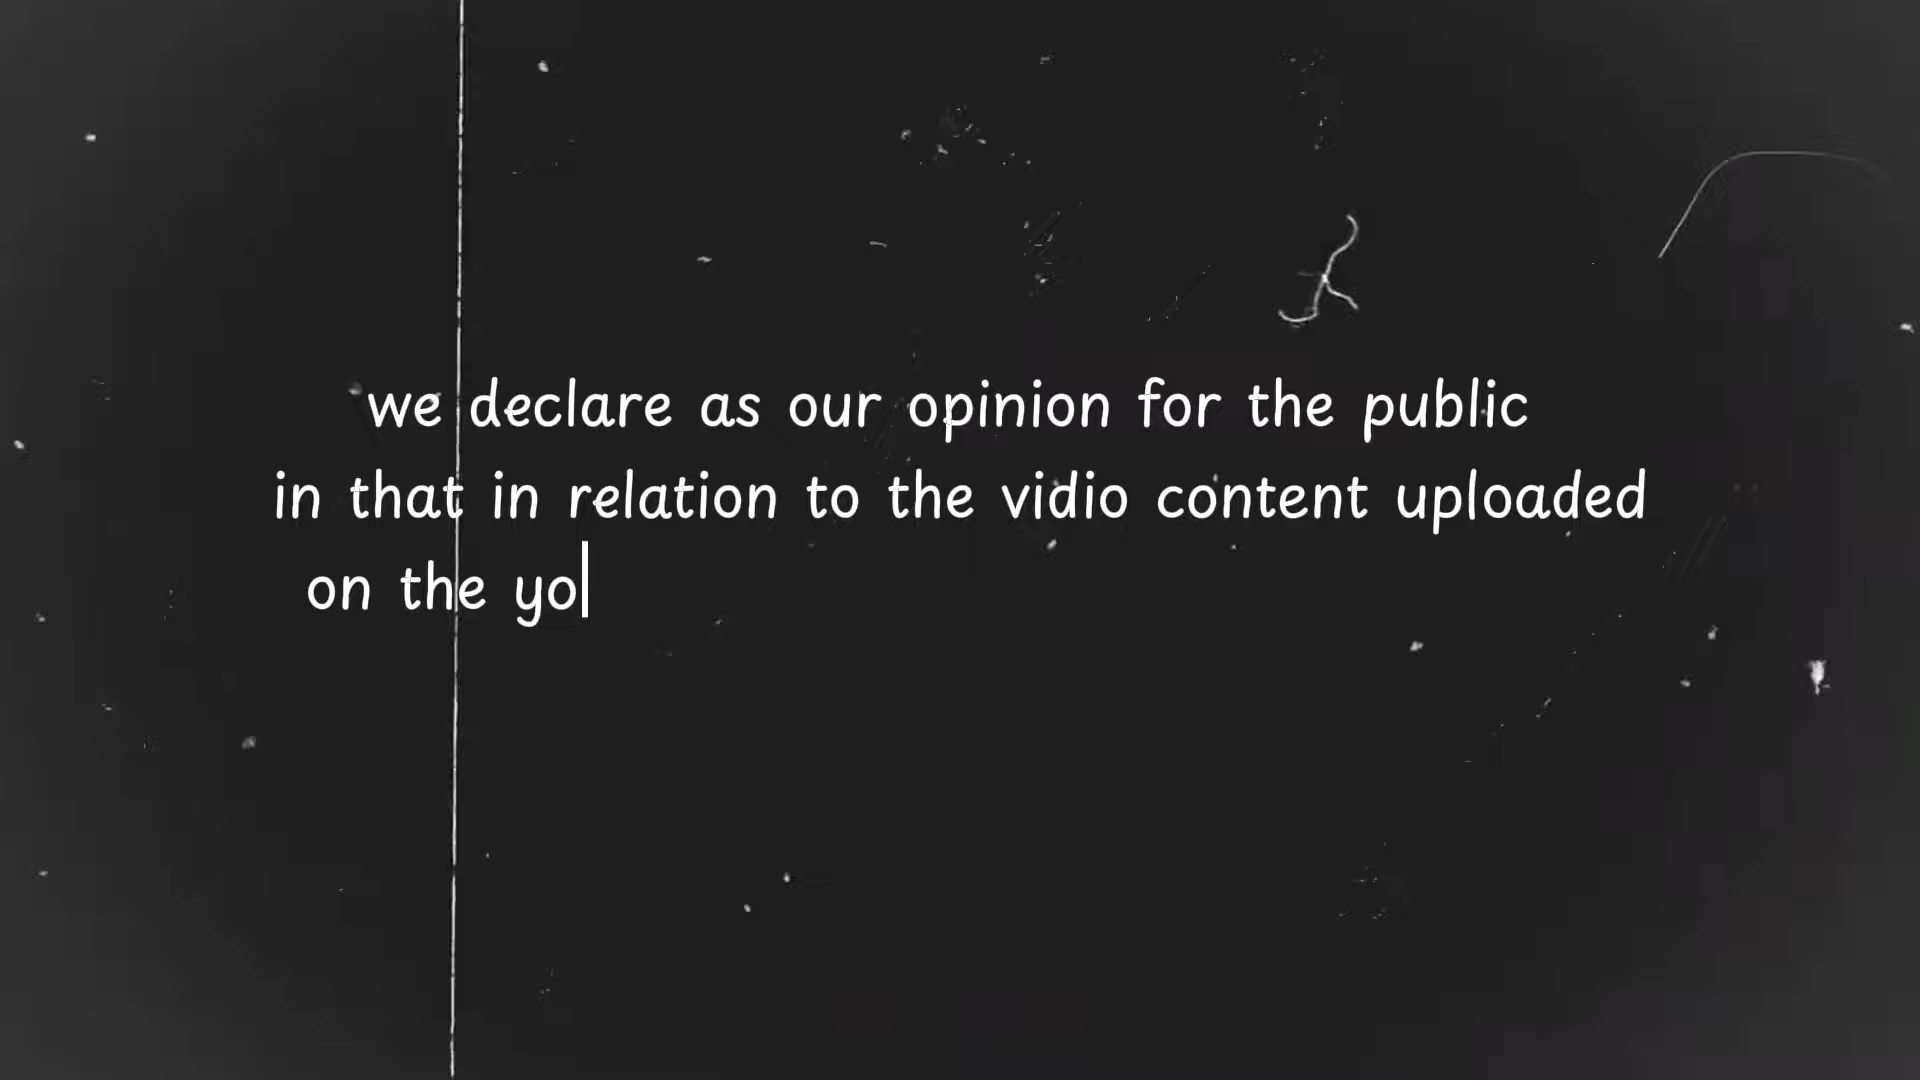 we declare as our opinion for the public
in that in relation to the vidio content uploaded
on the yo